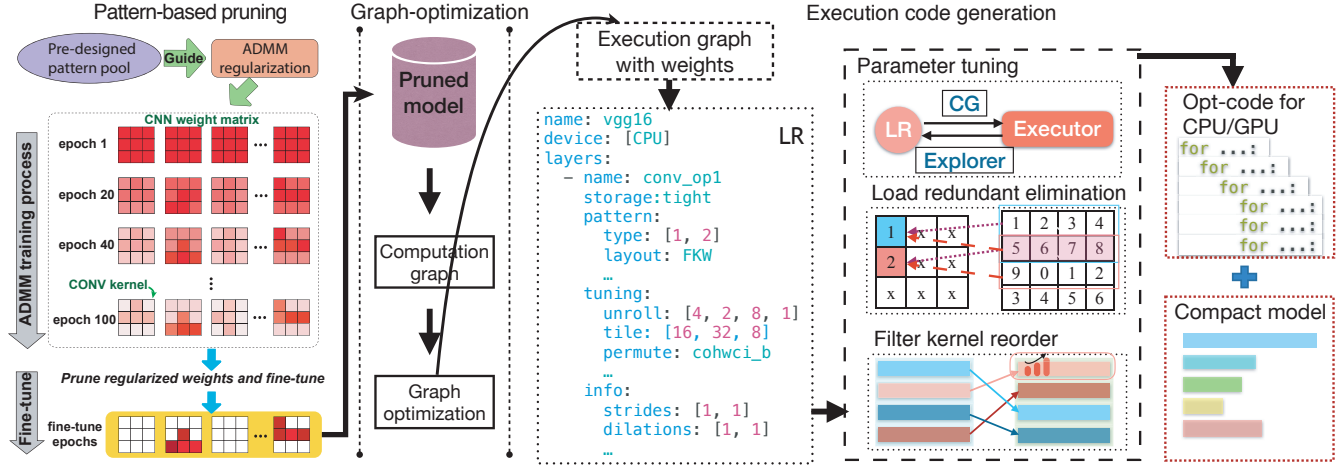 Pattern-based pruning
Pre-designed
pattern pool
Guide
ADMM
regularization
CNN weight matrix
epoch 1
...
epoch 20
...
epoch 40
...
...
CONV kernel
epoch 100
...
ADMM training process
Prune regularized weights and fine-tune
Fine-tune
fine-tune
epochs
...
Graph-optimization
Pruned
model
Computation
graph
Graph
optimization
Execution code generation
Execution graph
with weights
LR
name: vgg16
device: [CPU]
layers:
– name: conv_op1
storage:tight
pattern:
type: [1, 2]
layout: FKW
…
tuning:
unroll: [4, 2, 8, 1]
tile: [16, 32, 8]
permute: cohwci_b
…
info:
strides: [1, 1]
dilations: [1, 1]
…
Parameter tuning
LR
CG
Explorer
Executor
Load redundant elimination
1 x x
2 x x
x x x
1 2 3 4
5 6 7 8
9 0 1 2
3 4 5 6
Filter kernel reorder
Opt-code for
CPU/GPU
for ...:
for ...:
for ...:
for ...:
for ...:
for ...:
Compact model